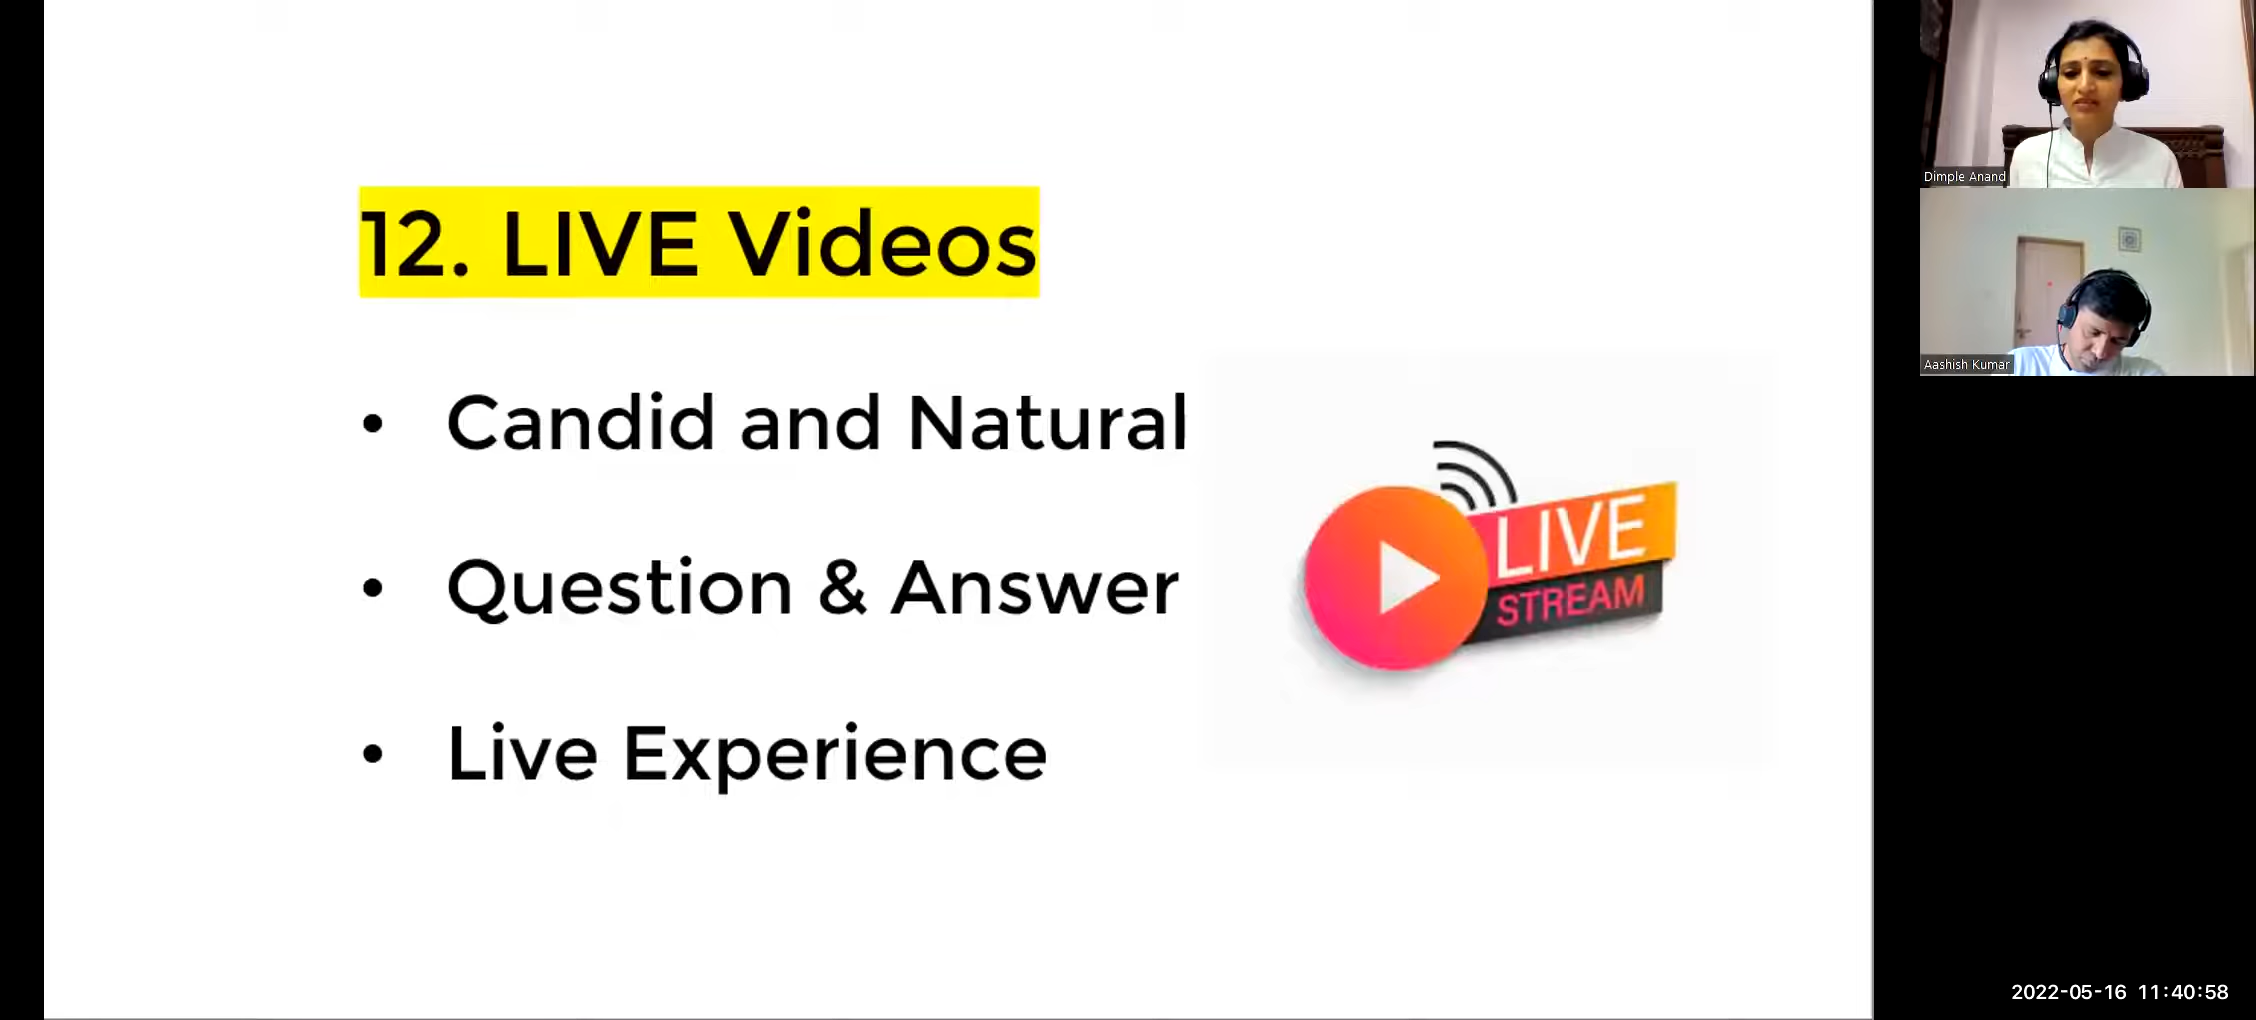 12. LIVE Videos
• Candid and Natural
• Question & Answer
• Live Experience
LIVE
STREAM
Dimple Anand
Aashish Kumar
2022-05-16 11:40:58